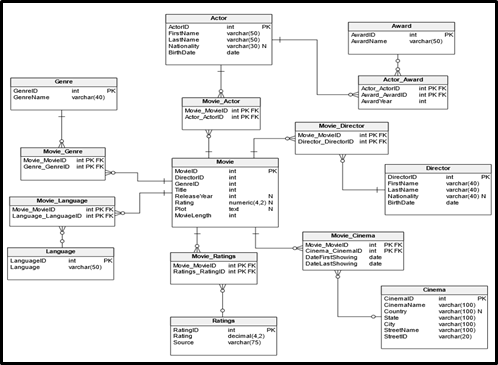 Actor
ActorID int PK
FirstName varchar(50)
LastName varchar(50)
Nationality varchar(30) N
BirthDate date
Award
AwardID int PK
AwardName varchar(50)
Actor_Award
Actor_ActorID int PK FK
Award_AwardID int PK FK
AwardYear int
Genre
GenreID int PK
GenreName varchar(40)
Movie_Actor
Movie_MovieID int PK FK
Actor_ActorID int PK FK
Movie_Director
Movie_MovieID int PK FK
Director_DirectorID int PK FK
Movie_Genre
Movie_MovieID int PK FK
Genre_GenreID int PK FK
Movie
MovieID int PK
DirectorID int
GenreID int
Title int
ReleaseYear int N
Rating numeric(4,2) N
Plot text N
MovieLength int
Director
DirectorID int PK
FirstName varchar(40)
LastName varchar(40)
Nationality varchar(40) N
BirthDate date
Movie_Language
Movie_MovieID int PK FK
Language_LanguageID int PK FK
Language
LanguageID int PK
Language varchar(50)
Movie_Cinema
Movie_MovieID int PK FK
Cinema_CinemaID int PK FK
DateFirstShowing date
DateLastShowing date
Movie_Ratings
Movie_MovieID int PK FK
Ratings_RatingID int PK FK
Cinema
CinemaID int PK
CinemaName varchar(100)
Country varchar(100) N
State varchar(100)
City varchar(100)
StreetName varchar(100)
StreetID varchar(20)
Ratings
RatingID int PK
Rating decimal(4,2)
Source varchar(75)